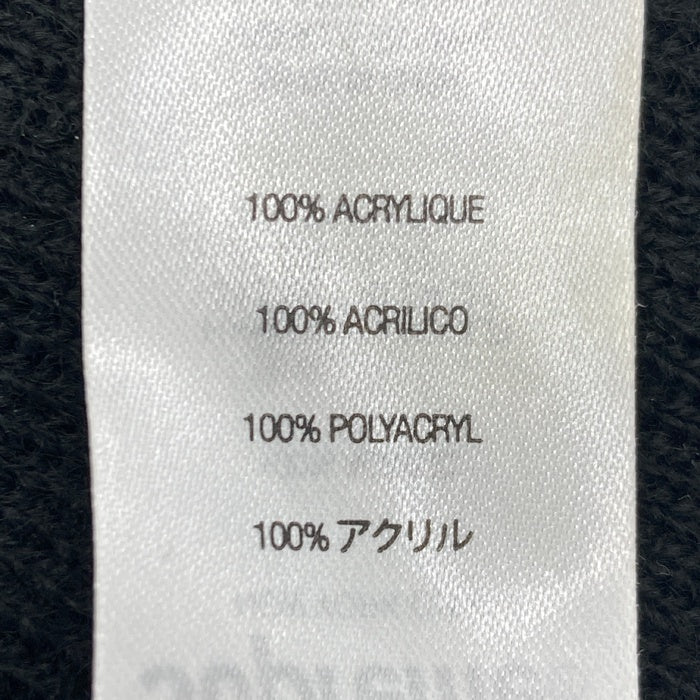 100% ACRYLIQUE
100% ACRILICO
100% POLYACRYL
100% アクリル